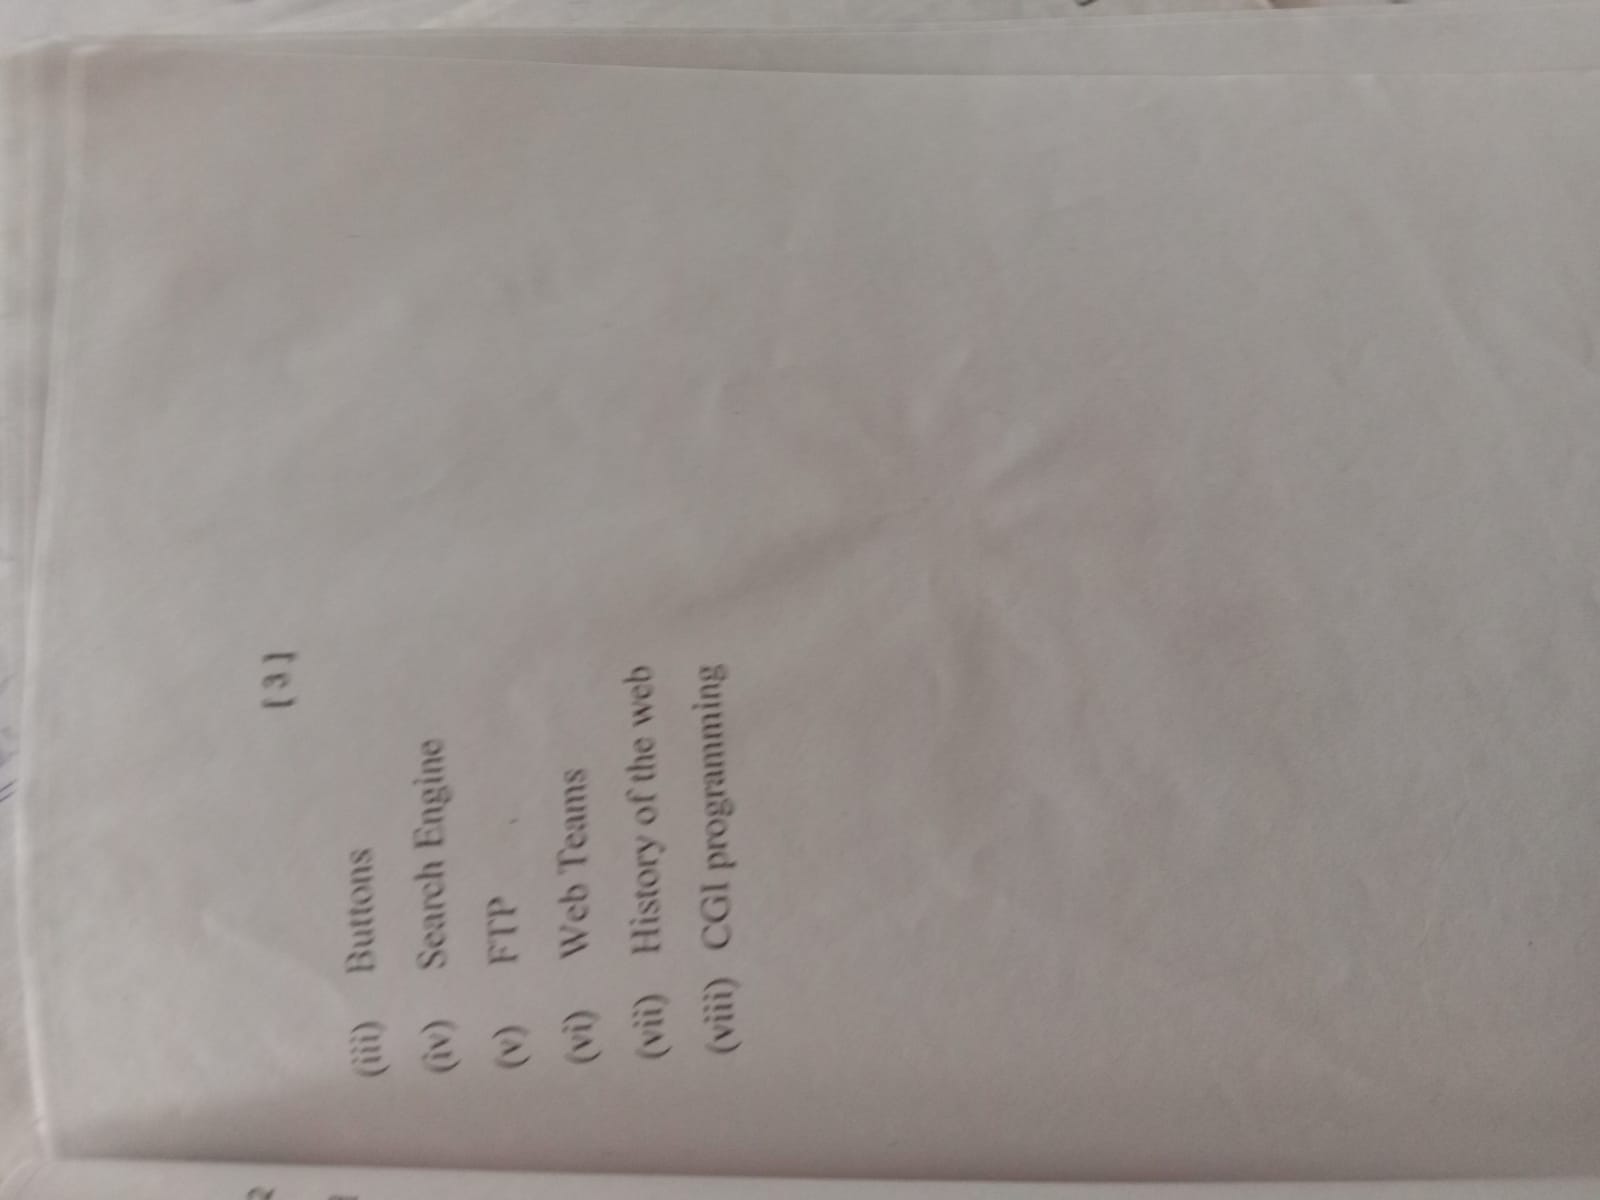 [ 3 ]
(iii) Buttons
(iv) Search Engine
(v) FTP
(vi) Web Teams
(vii) History of the web
(viii) CGI programming